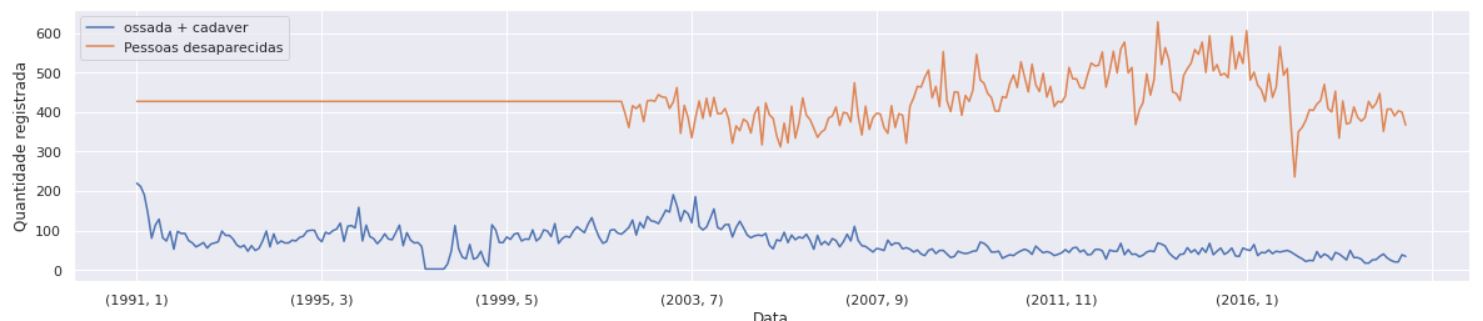 ossada + cadaver
Pessoas desaparecidas
Quantidade registrada
600
500
400
300
200
100
0
(1991, 1) (1995, 3) (1999, 5) (2003, 7) (2007, 9) (2011, 11) (2016, 1)
Data